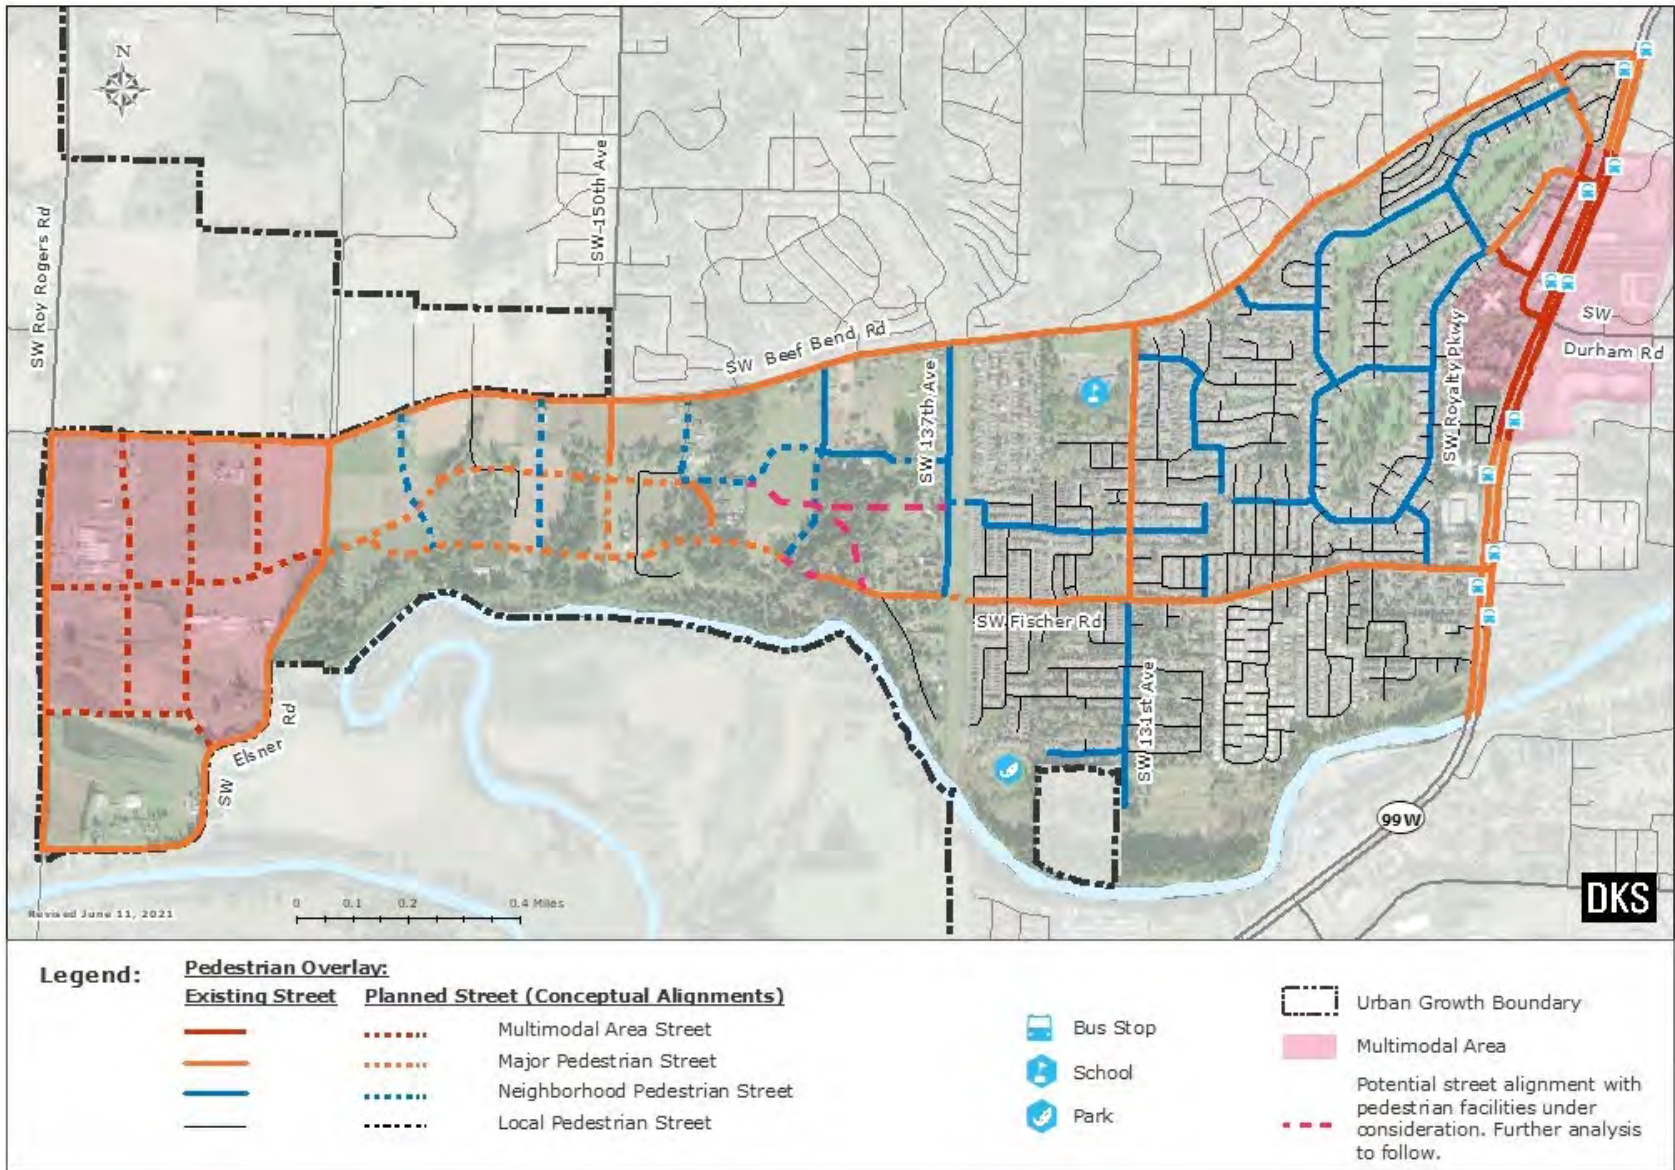 N
SW Roy Rogers Rd
SW 150th Ave
SW Beef Bend Rd
SW 137th Ave
SW Royalty Pkwy
SW
Durham Rd
SW Fischer Rd
SW 131st Ave
SW Elsner Rd
99W
Revised June 11, 2021
0 0.1 0.2 0.4 Miles
DKS
Legend:
Pedestrian Overlay:
Existing Street Planned Street (Conceptual Alignments)
Multimodal Area Street
Major Pedestrian Street
Neighborhood Pedestrian Street
Local Pedestrian Street
Bus Stop
School
Park
Urban Growth Boundary
Multimodal Area
Potential street alignment with
pedestrian facilities under
consideration. Further analysis
to follow.